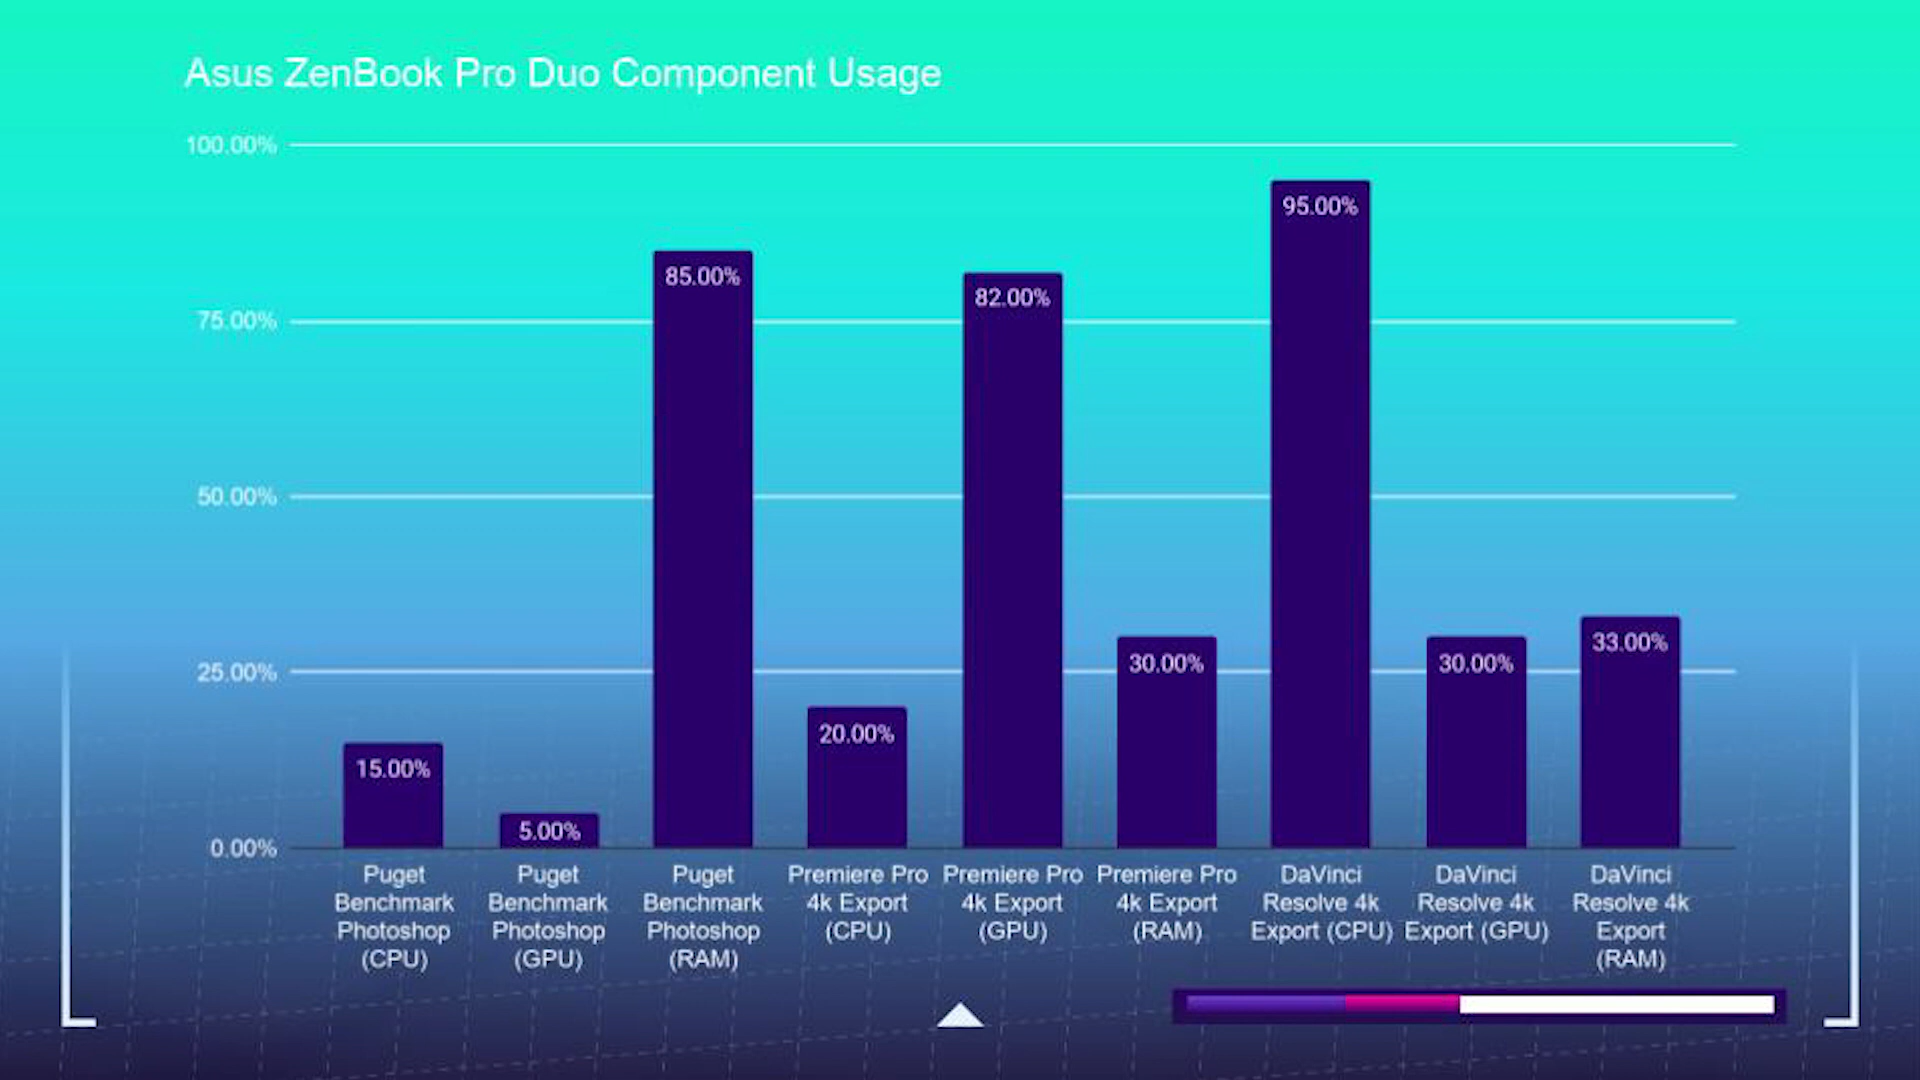 Asus ZenBook Pro Duo Component Usage
100.00%
75.00%
50.00%
25.00%
0.00%
15.00%
5.00%
85.00%
20.00%
82.00%
30.00%
95.00%
30.00%
33.00%
Puget
Benchmark
Photoshop
(CPU)
Puget
Benchmark
Photoshop
(GPU)
Puget
Benchmark
Photoshop
(RAM)
Premiere Pro
4k Export
(CPU)
Premiere Pro
4k Export
(GPU)
Premiere Pro
4k Export
(RAM)
DaVinci
Resolve 4k
Export (CPU)
DaVinci
Resolve 4k
Export (GPU)
DaVinci
Resolve 4k
Export
(RAM)